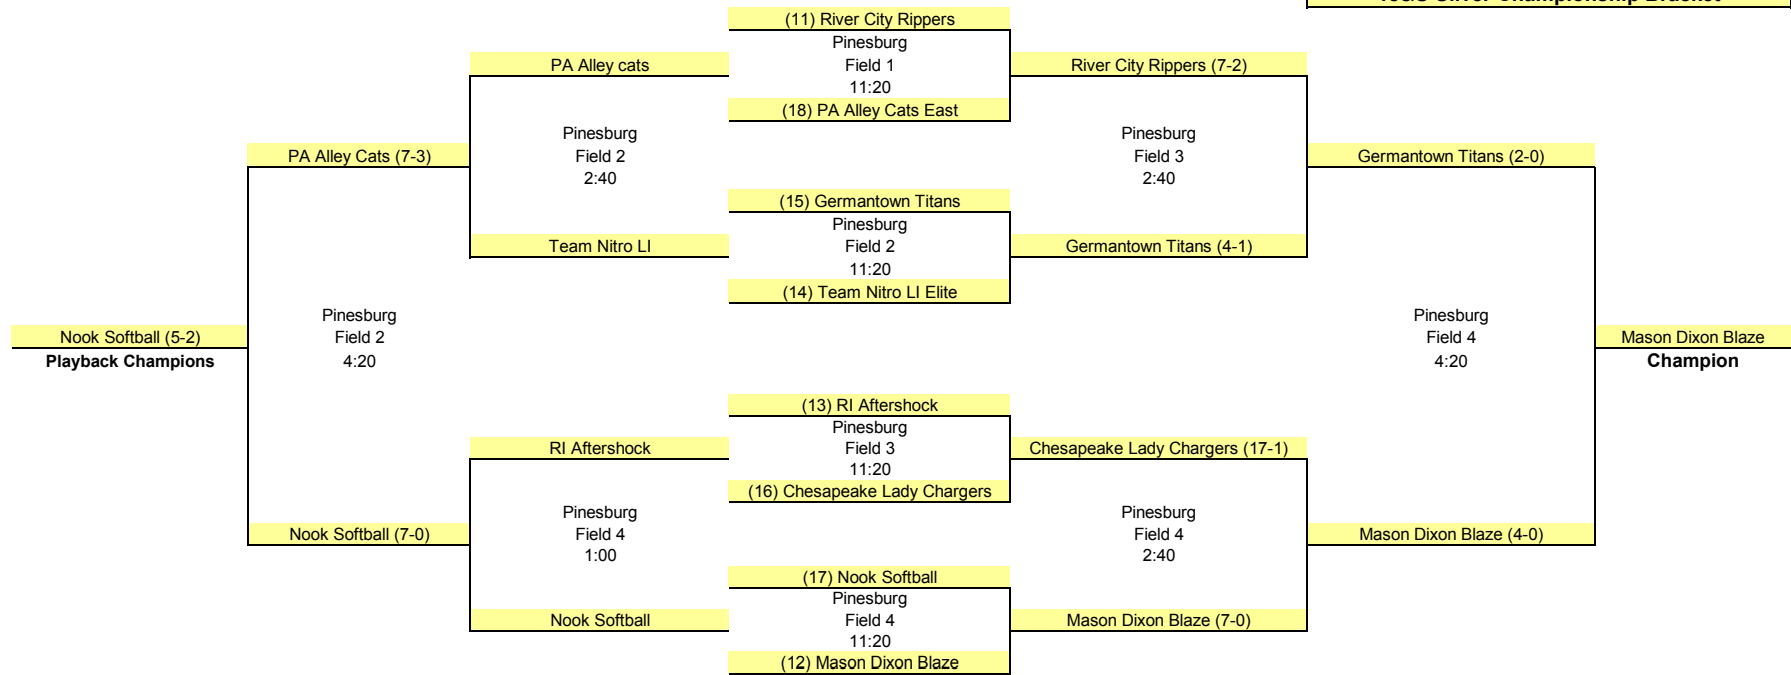 (11) River City Rippers
Pinesburg
PA Alley cats
Field 1
River City Rippers (7-2)
11:20
(18) PA Alley Cats East
Pinesburg
Pinesburg
PA Alley Cats (7-3)
Field 2
Field 3
Germantown Titans (2-0)
2:40
2:40
(15) Germantown Titans
Pinesburg
Team Nitro LI
Field 2
Germantown Titans (4-1)
11:20
(14) Team Nitro LI Elite
Pinesburg
Pinesburg
Nook Softball (5-2)
Field 2
Field 4
Mason Dixon Blaze
Playback Champions
4:20
4:20
Champion
(13) RI Aftershock
Pinesburg
RI Aftershock
Field 3
Chesapeake Lady Chargers (17-1)
11:20
(16) Chesapeake Lady Chargers
Pinesburg
Pinesburg
Nook Softball (7-0)
Field 4
Field 4
Mason Dixon Blaze (4-0)
1:00
2:40
(17) Nook Softball
Pinesburg
Nook Softball
Field 4
Mason Dixon Blaze (7-0)
11:20
(12) Mason Dixon Blaze